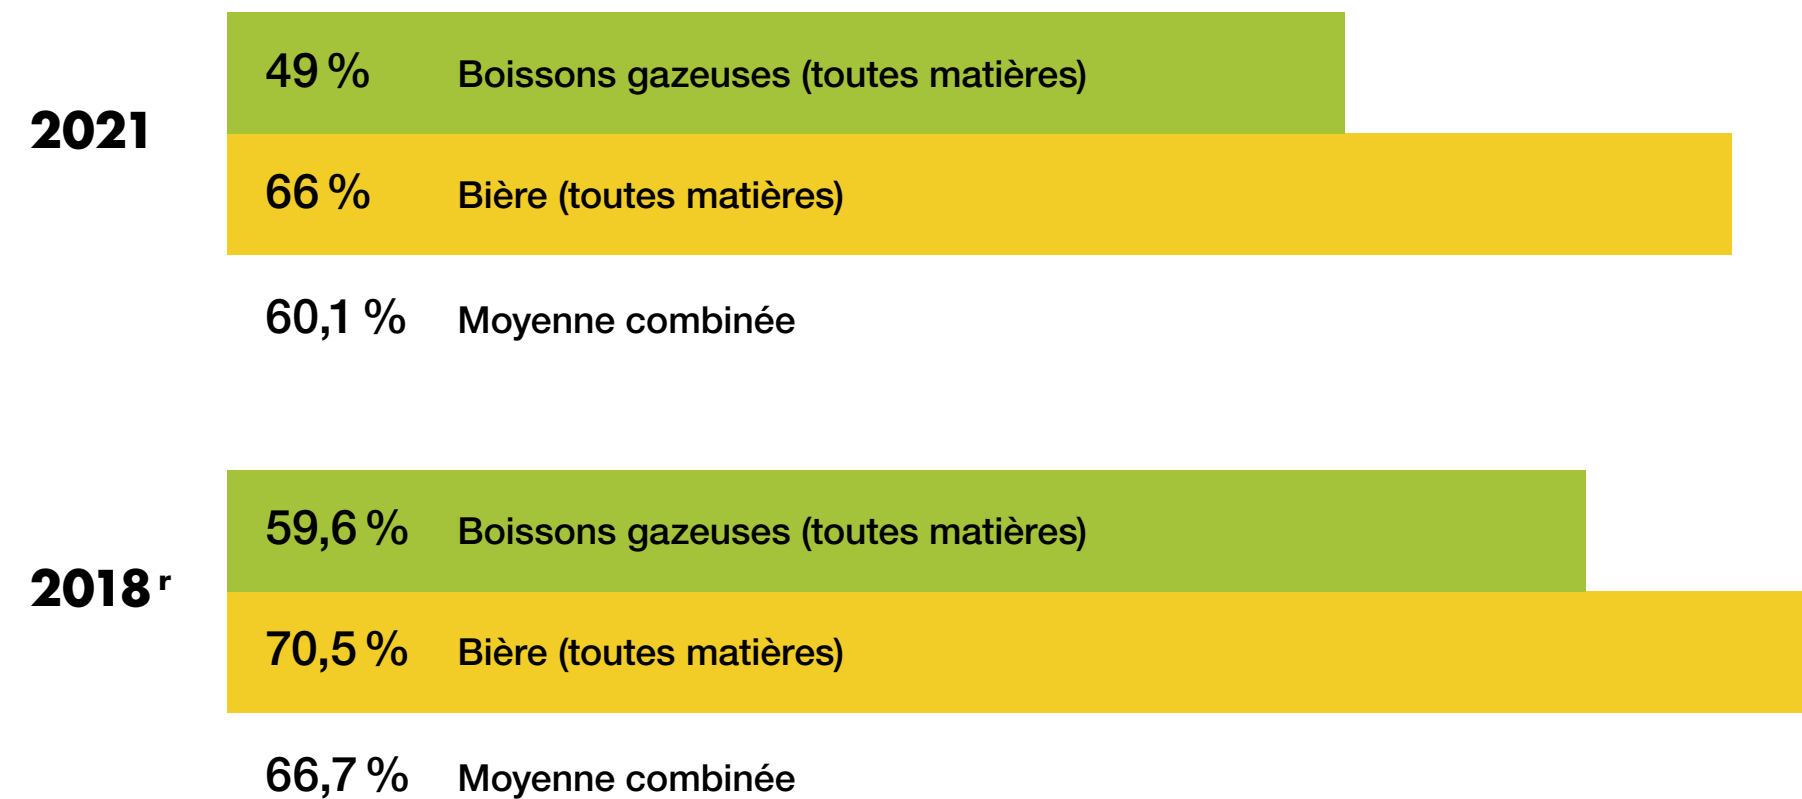 2021
49 % Boissons gazeuses (toutes matières)
66 % Bière (toutes matières)
60,1 % Moyenne combinée
2018 r
59,6 % Boissons gazeuses (toutes matières)
70,5 % Bière (toutes matières)
66,7 % Moyenne combinée